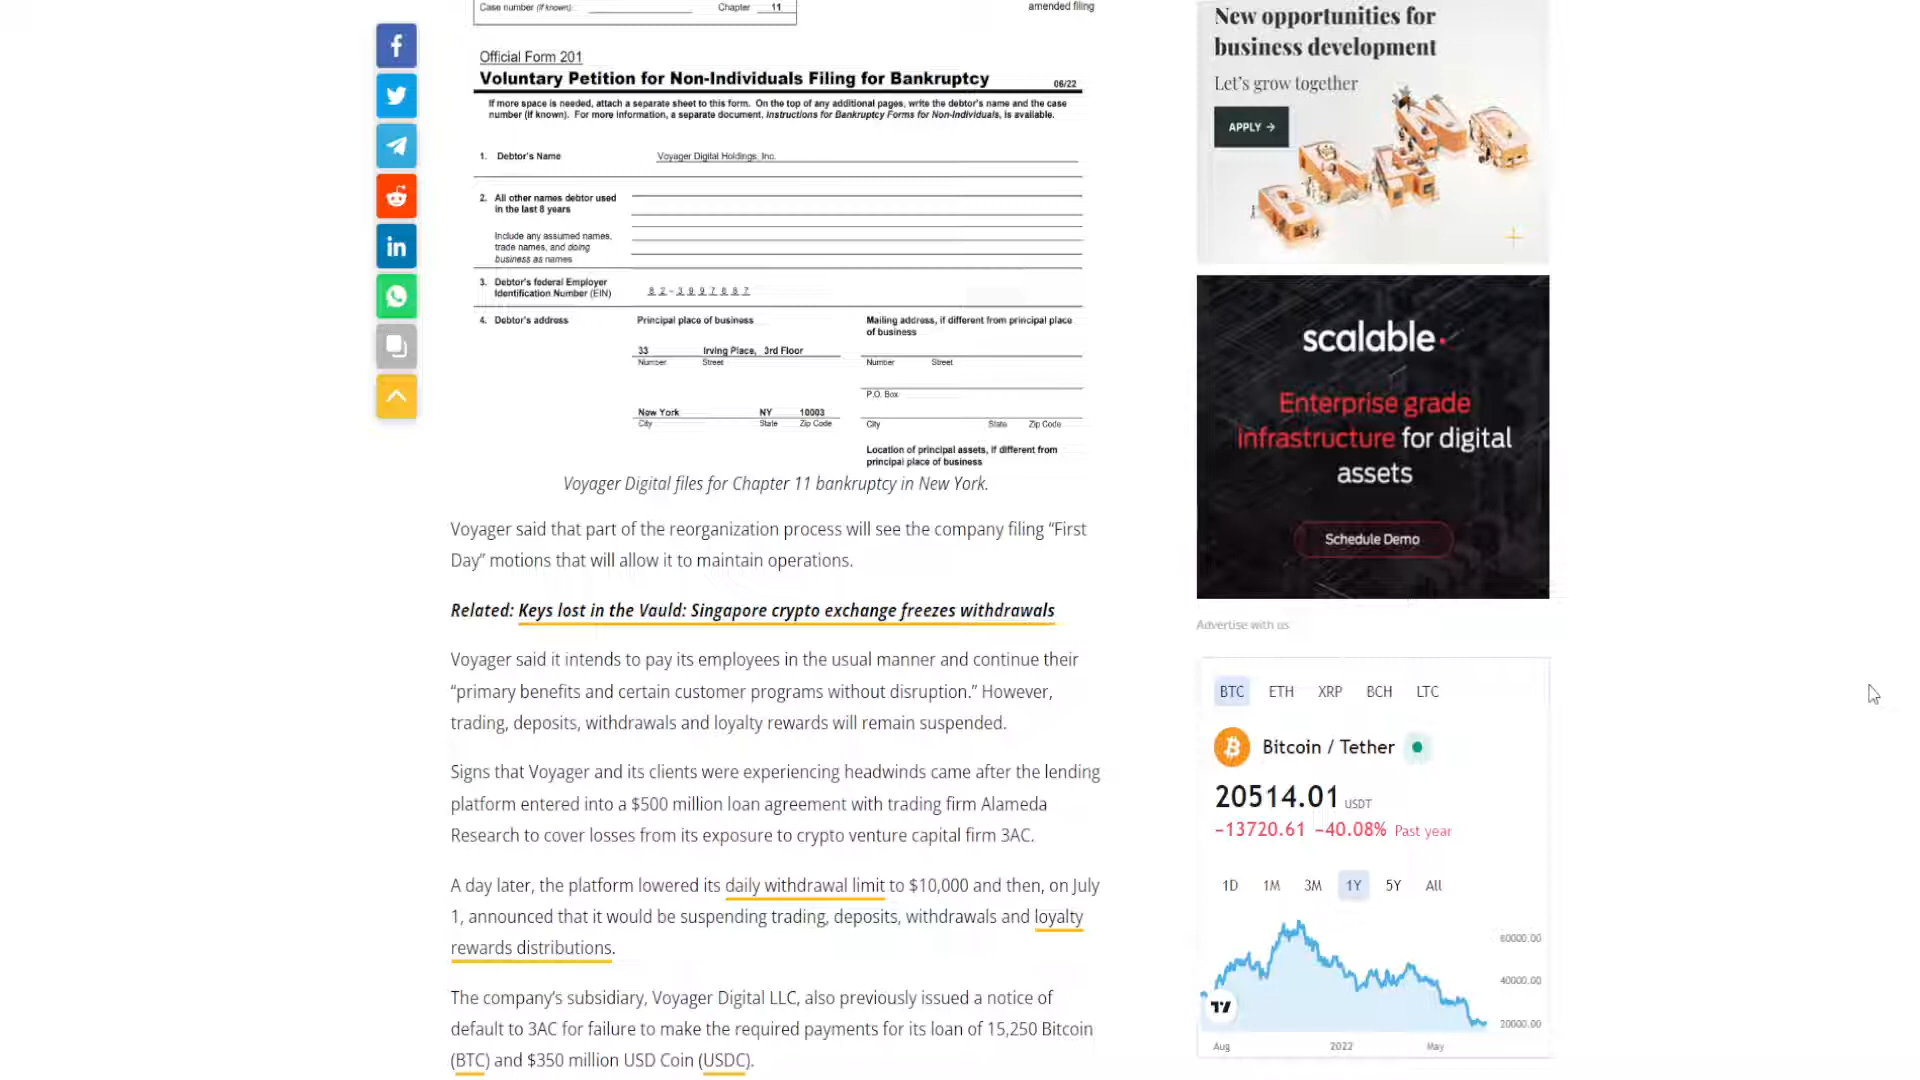 Case number (if known) Chapter 11
amended filing
Official Form 201
Voluntary Petition for Non-Individuals Filing for Bankruptcy 06/22
If more space is needed, attach a separate sheet to this form. On the top of any additional pages, write the debtor's name and the case
number (if known). For more information, a separate document, Instructions for Bankruptcy Forms for Non-Individuals, is available.
1. Debtor's Name Voyager Digital Holdings, Inc.
2. All other names debtor used
in the last 8 years
Include any assumed names,
trade names, and doing
business as names
3. Debtor's federal Employer
Identification Number (EIN) 82-3997687
4. Debtor's address Principal place of business
33 Irving Place, 3rd Floor
Number Street
New York NY 10003
City State Zip Code
Mailing address, if different from principal place
of business
Number Street
P.O. Box
City State Zip Code
Location of principal assets, if different from
principal place of business
Voyager Digital files for Chapter 11 bankruptcy in New York.
Voyager said that part of the reorganization process will see the company filing “First
Day” motions that will allow it to maintain operations.
Related: Keys lost in the Vauld: Singapore crypto exchange freezes withdrawals
Voyager said it intends to pay its employees in the usual manner and continue their
“primary benefits and certain customer programs without disruption.” However,
trading, deposits, withdrawals and loyalty rewards will remain suspended.
Signs that Voyager and its clients were experiencing headwinds came after the lending
platform entered into a $500 million loan agreement with trading firm Alameda
Research to cover losses from its exposure to crypto venture capital firm 3AC.
A day later, the platform lowered its daily withdrawal limit to $10,000 and then, on July
1, announced that it would be suspending trading, deposits, withdrawals and loyalty
rewards distributions.
The company’s subsidiary, Voyager Digital LLC, also previously issued a notice of
default to 3AC for failure to make the required payments for its loan of 15,250 Bitcoin
(BTC) and $350 million USD Coin (USDC).
New opportunities for
business development
Let’s grow together
APPLY →
scalable
Enterprise grade
infrastructure for digital
assets
Schedule Demo
Advertise with us
BTC ETH XRP BCH LTC
Bitcoin / Tether
20514.01 USDT
−13720.61 −40.08% Past year
1D 1M 3M 1Y 5Y All
60000.00
40000.00
20000.00
Aug 2022 May